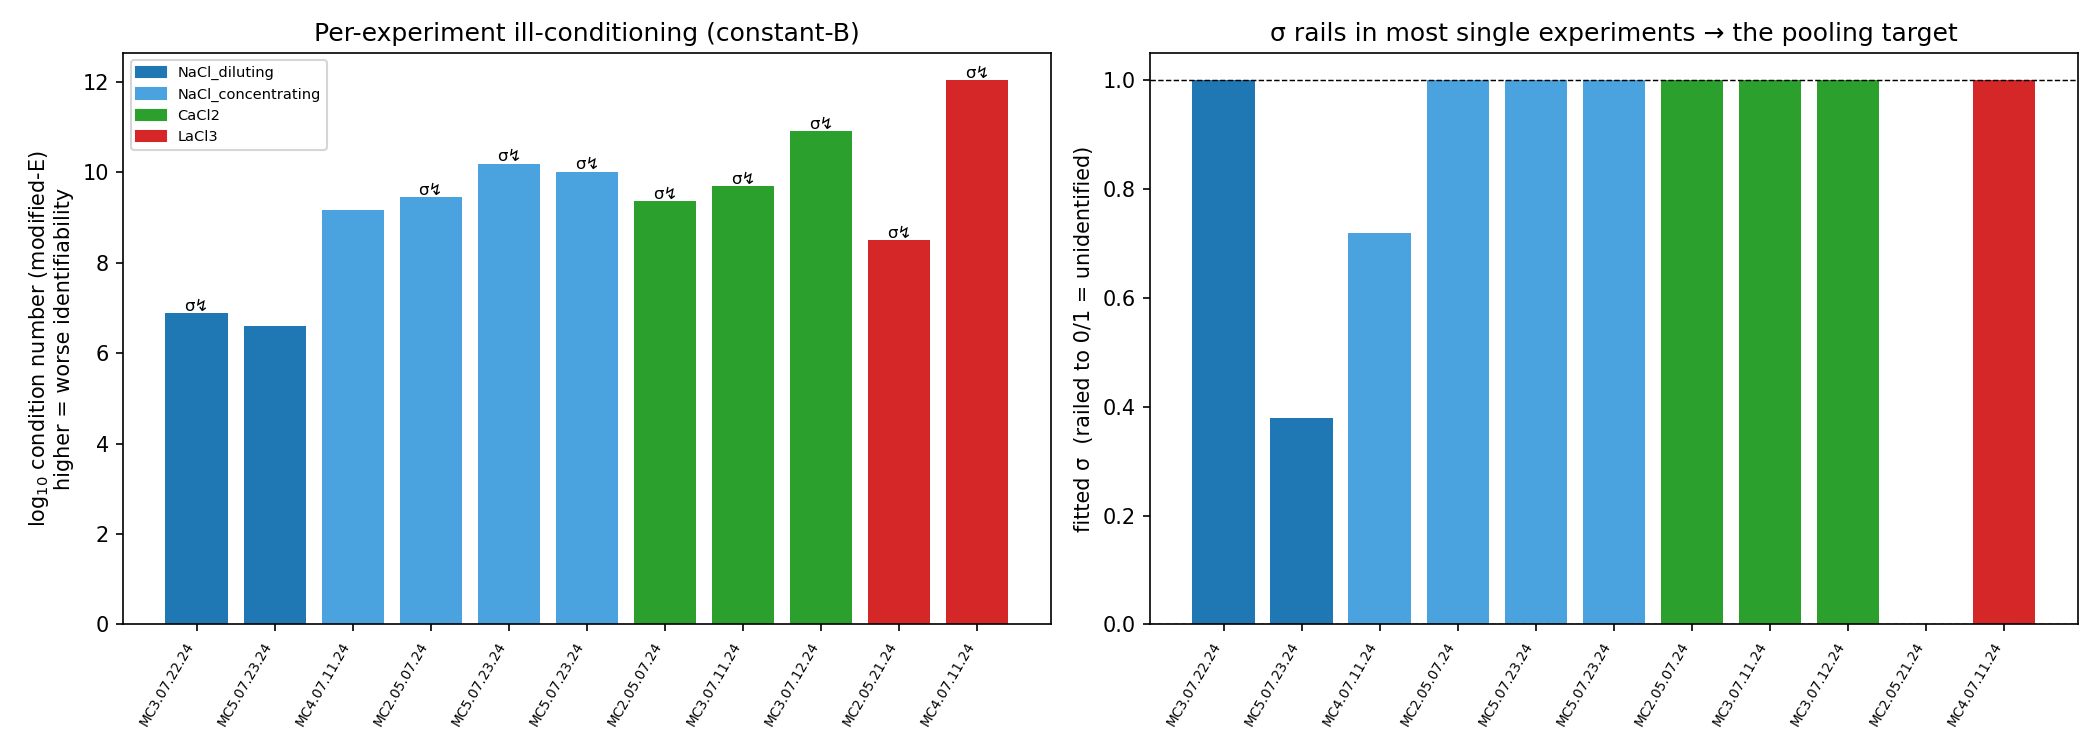 Per-experiment ill-conditioning (constant-B)
log₁₀ condition number (modified-E)
higher = worse identifiability
12
10
8
6
4
2
0
NaCl_diluting
NaCl_concentrating
CaCl2
LaCl3
σ↯
σ↯
σ↯
σ↯
σ↯
σ↯
σ↯
σ↯
σ↯
MC3.07.22.24
MC5.07.23.24
MC4.07.11.24
MC2.05.07.24
MC5.07.23.24
MC5.07.23.24
MC2.05.07.24
MC3.07.11.24
MC3.07.12.24
MC2.05.21.24
MC4.07.11.24
σ rails in most single experiments → the pooling target
fitted σ (railed to 0/1 = unidentified)
1.0
0.8
0.6
0.4
0.2
0.0
MC3.07.22.24
MC5.07.23.24
MC4.07.11.24
MC2.05.07.24
MC5.07.23.24
MC5.07.23.24
MC2.05.07.24
MC3.07.11.24
MC3.07.12.24
MC2.05.21.24
MC4.07.11.24